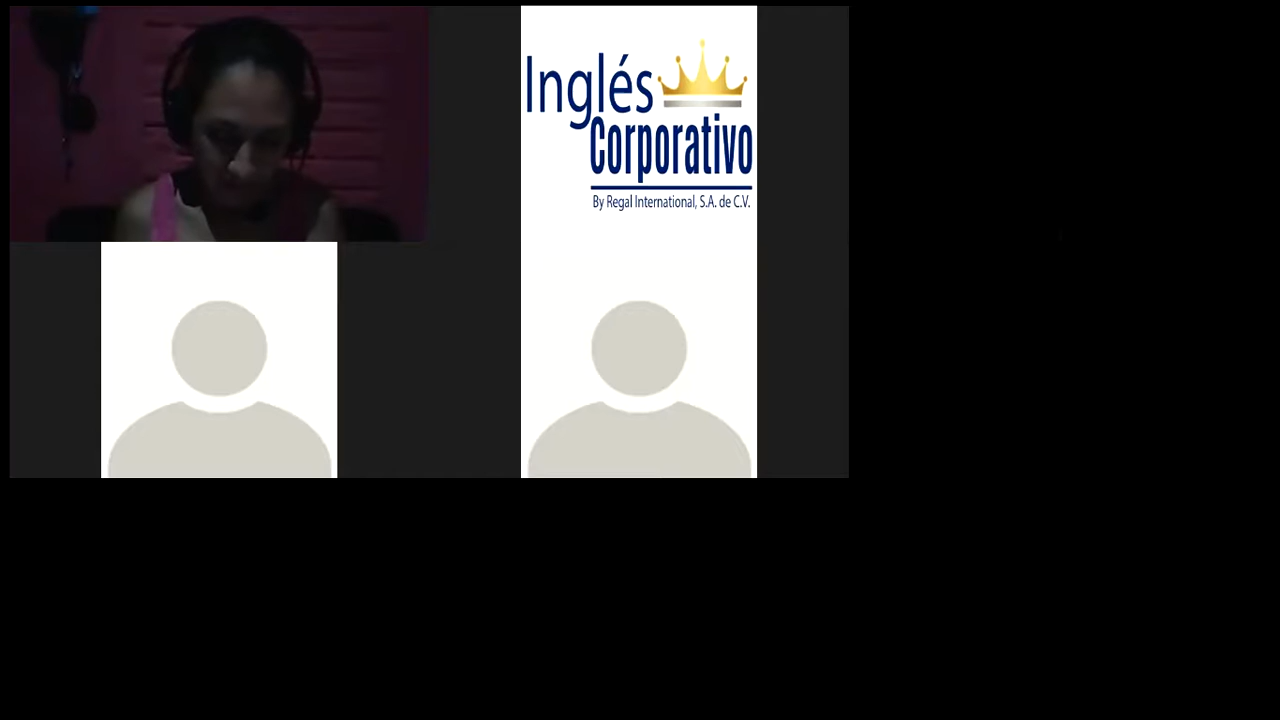 Inglés
Corporativo
By Regal International, S.A. de C.V.